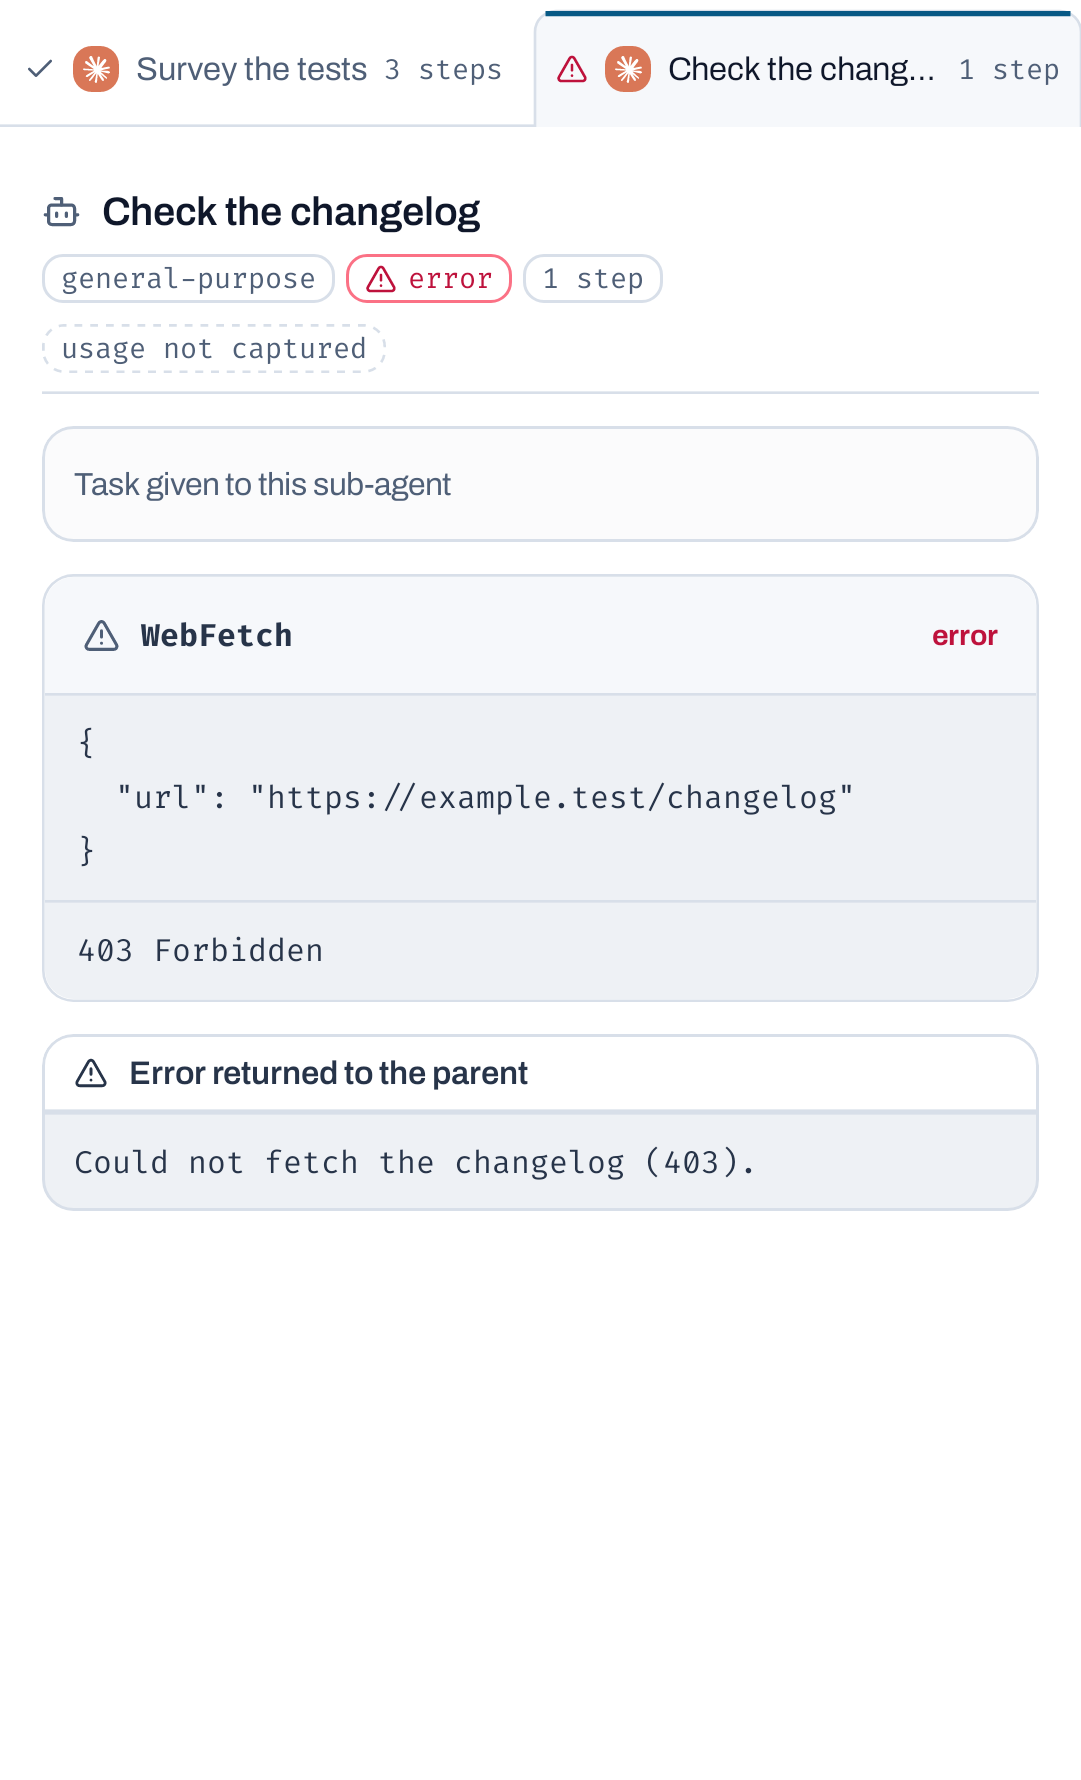 Survey the tests 3 steps
Check the chang... 1 step
Check the changelog
general-purpose
error
1 step
usage not captured
Task given to this sub-agent
WebFetch
error
{
  "url": "https://example.test/changelog"
}
403 Forbidden
Error returned to the parent
Could not fetch the changelog (403).